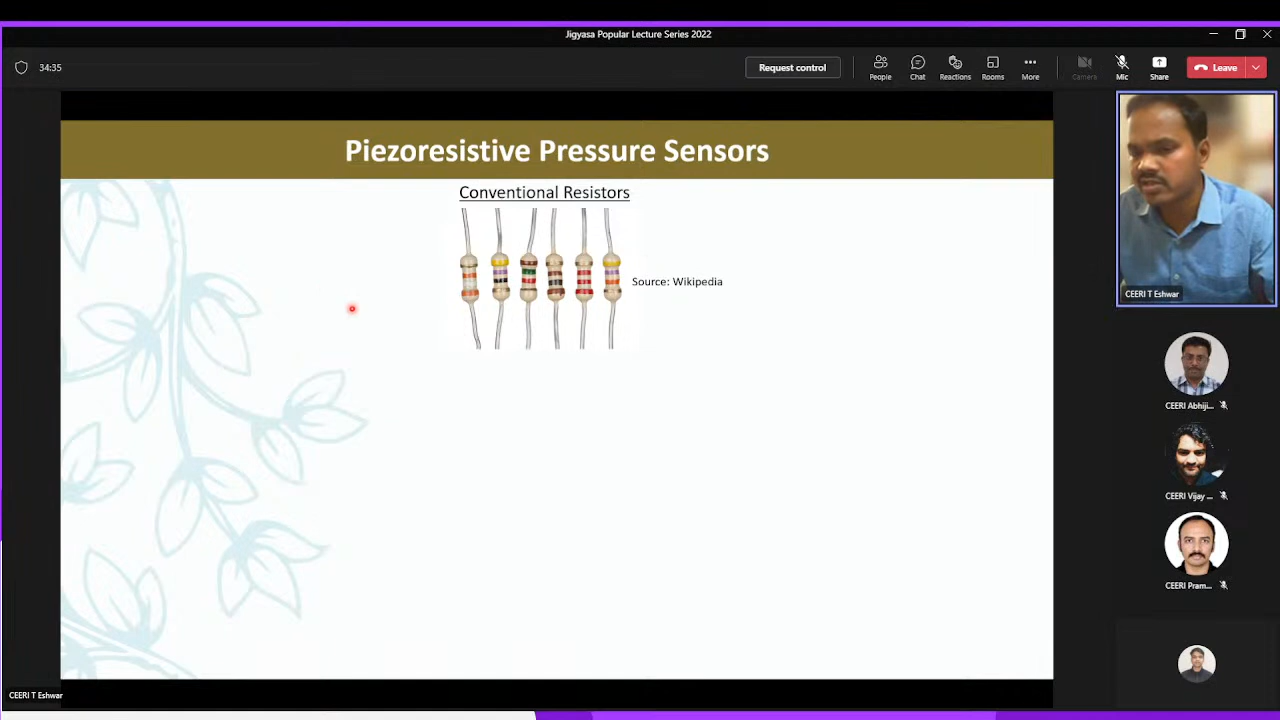 Jigyasa Popular Lecture Series 2022
34:35
Request control
People
Chat
Reactions
Rooms
More
Camera
Mic
Share
Leave
Piezoresistive Pressure Sensors
Conventional Resistors
Source: Wikipedia
CEERI T Eshwar
CEERI Abhiji...
CEERI Vijay ...
CEERI Pram...
CEERI T Eshwar